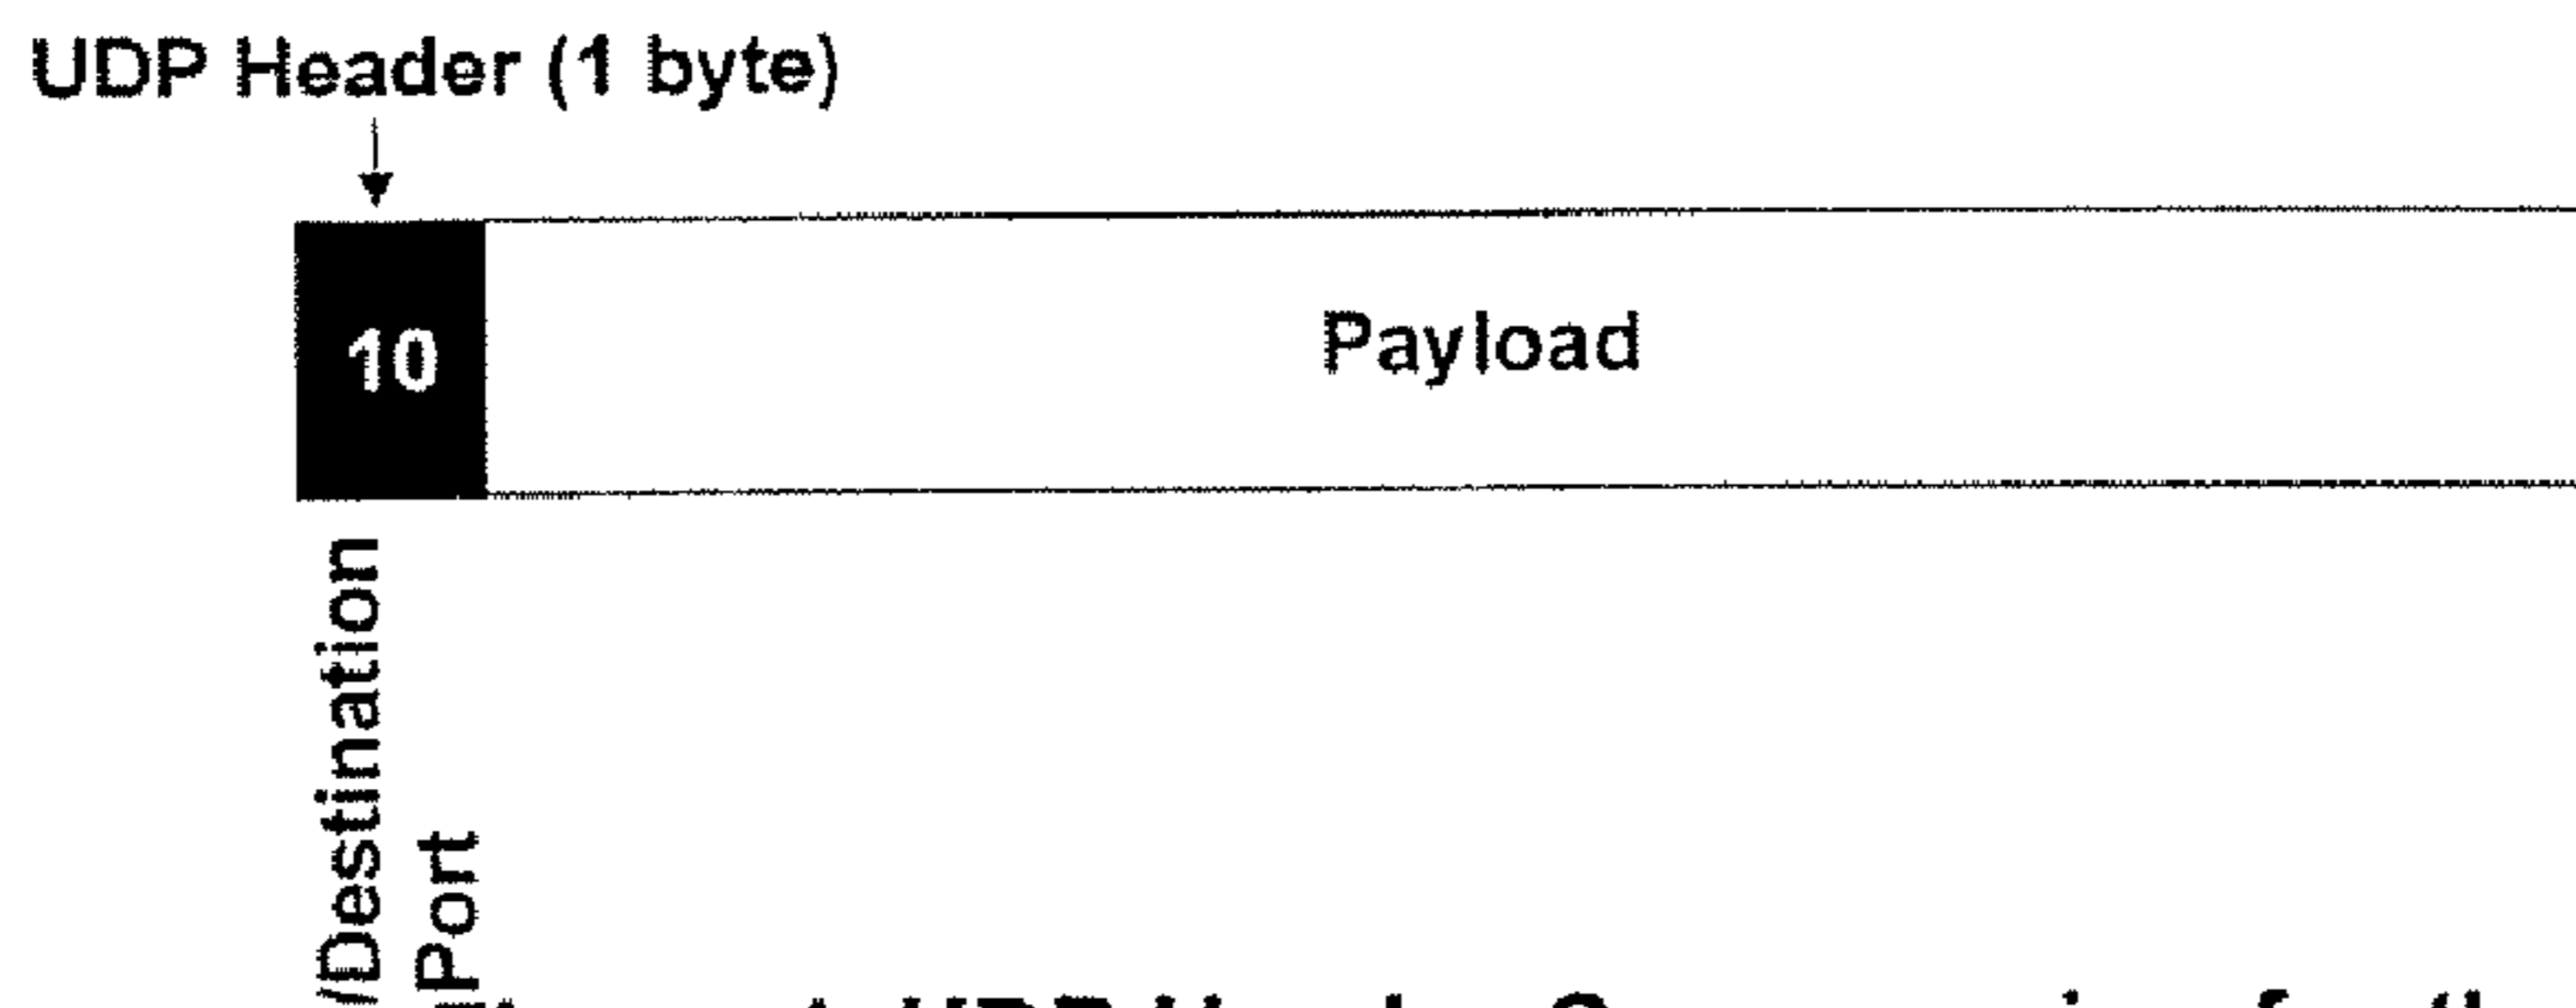 UDP Header (1 byte)
10
Payload
/Destination
Port